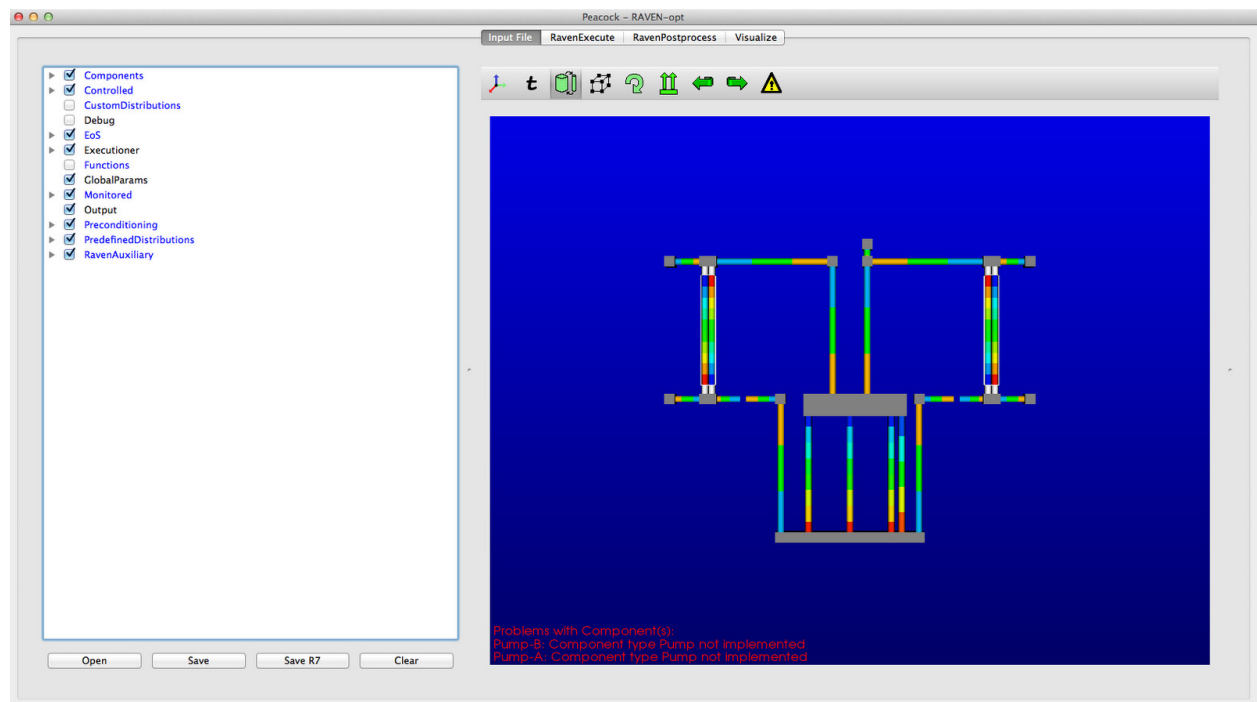 Peacock - RAVEN-opt
Input File RavenExecute RavenPostprocess Visualize
Components
Controlled
CustomDistributions
Debug
EoS
Executioner
Functions
GlobalParams
Monitored
Output
Preconditioning
PredefinedDistributions
RavenAuxiliary
t
Problems with Component(s):
Pump-B: Component type Pump not implemented
Pump-A: Component type Pump not implemented
Open Save Save R7 Clear